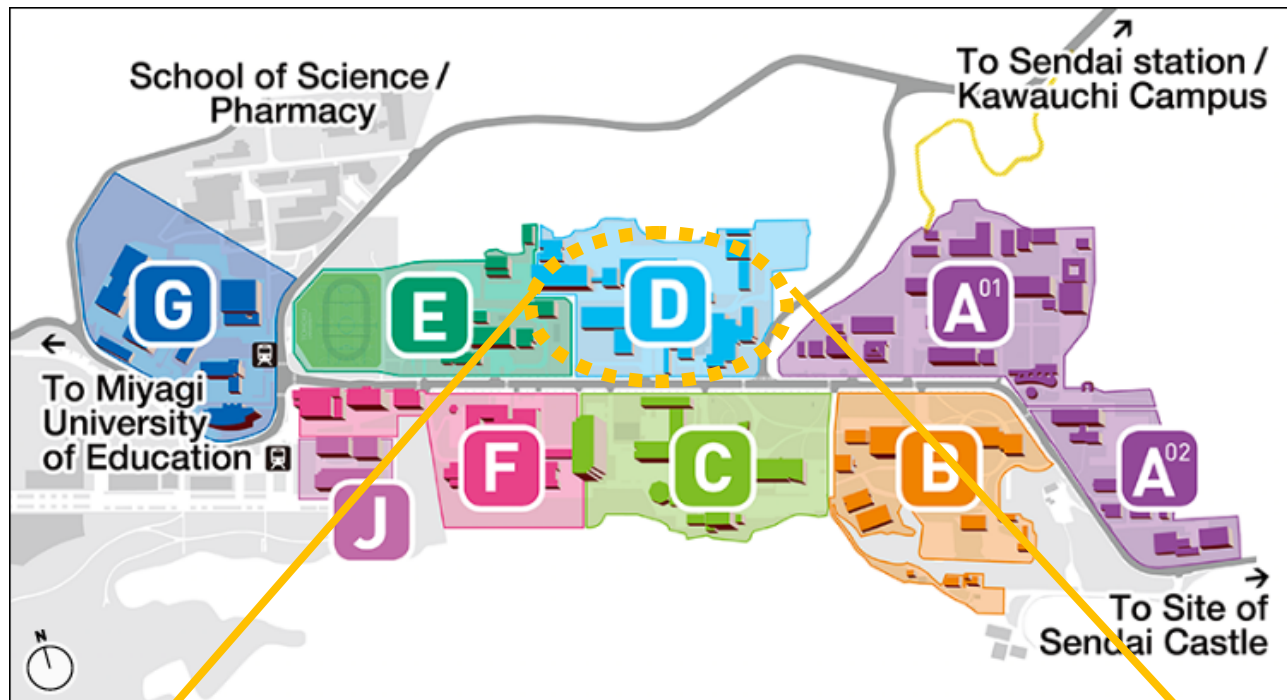 School of Science /
Pharmacy
To Sendai station /
Kawauchi Campus
G
E
D
A01
To Miyagi
University
of Education
F
C
B
A02
J
To Site of
Sendai Castle
N